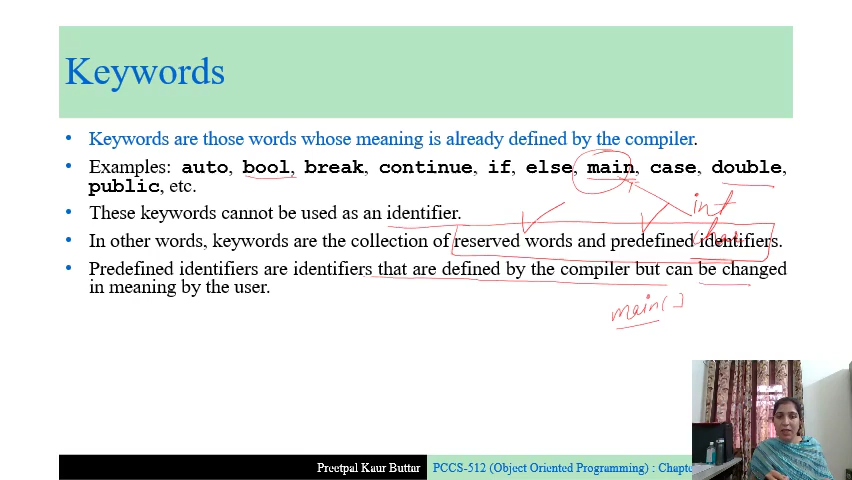 Keywords
• Keywords are those words whose meaning is already defined by the compiler.
• Examples: auto, bool, break, continue, if, else, main, case, double,
public, etc.
int
• These keywords cannot be used as an identifier.
char
• In other words, keywords are the collection of reserved words and predefined identifiers.
• Predefined identifiers are identifiers that are defined by the compiler but can be changed
in meaning by the user.
main()
Preetpal Kaur Buttar PCCS-512 (Object Oriented Programming) : Chapte